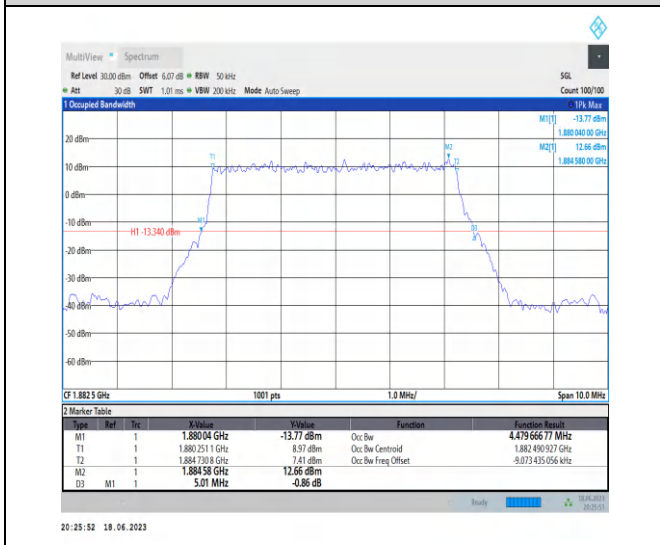 MultiView Spectrum
Ref Level 30.00 dBm Offset 6.07 dB RBW 50 kHz SGL
Att 30 dB SWT 1.01 ms VBW 200 kHz Mode Auto Sweep Count 100/100
1 Occupied Bandwidth 1Pk Max
M1[1] -13.77 dBm
1.880 040 00 GHz
M2[1] 12.66 dBm
1.884 580 00 GHz
20 dBm
M2
T1
T2
10 dBm
0 dBm
-10 dBm
M1
D3
H1 -13.340 dBm
-20 dBm
-30 dBm
-40 dBm
-50 dBm
-60 dBm
CF 1.882 5 GHz 1001 pts 1.0 MHz/ Span 10.0 MHz
2 Marker Table
Type Ref Trc X-Value Y-Value Function Function Result
M1 1 1.880 04 GHz -13.77 dBm Occ Bw 4.479 666 77 MHz
T1 1 1.880 251 1 GHz 8.97 dBm Occ Bw Centroid 1.882 490 927 GHz
T2 1 1.884 730 8 GHz 7.41 dBm Occ Bw Freq Offset -9.073 435 056 kHz
M2 1 1.884 58 GHz 12.66 dBm
D3 M1 1 5.01 MHz -0.86 dB
Ready 18.06.2023
20:25:53
20:25:52 18.06.2023